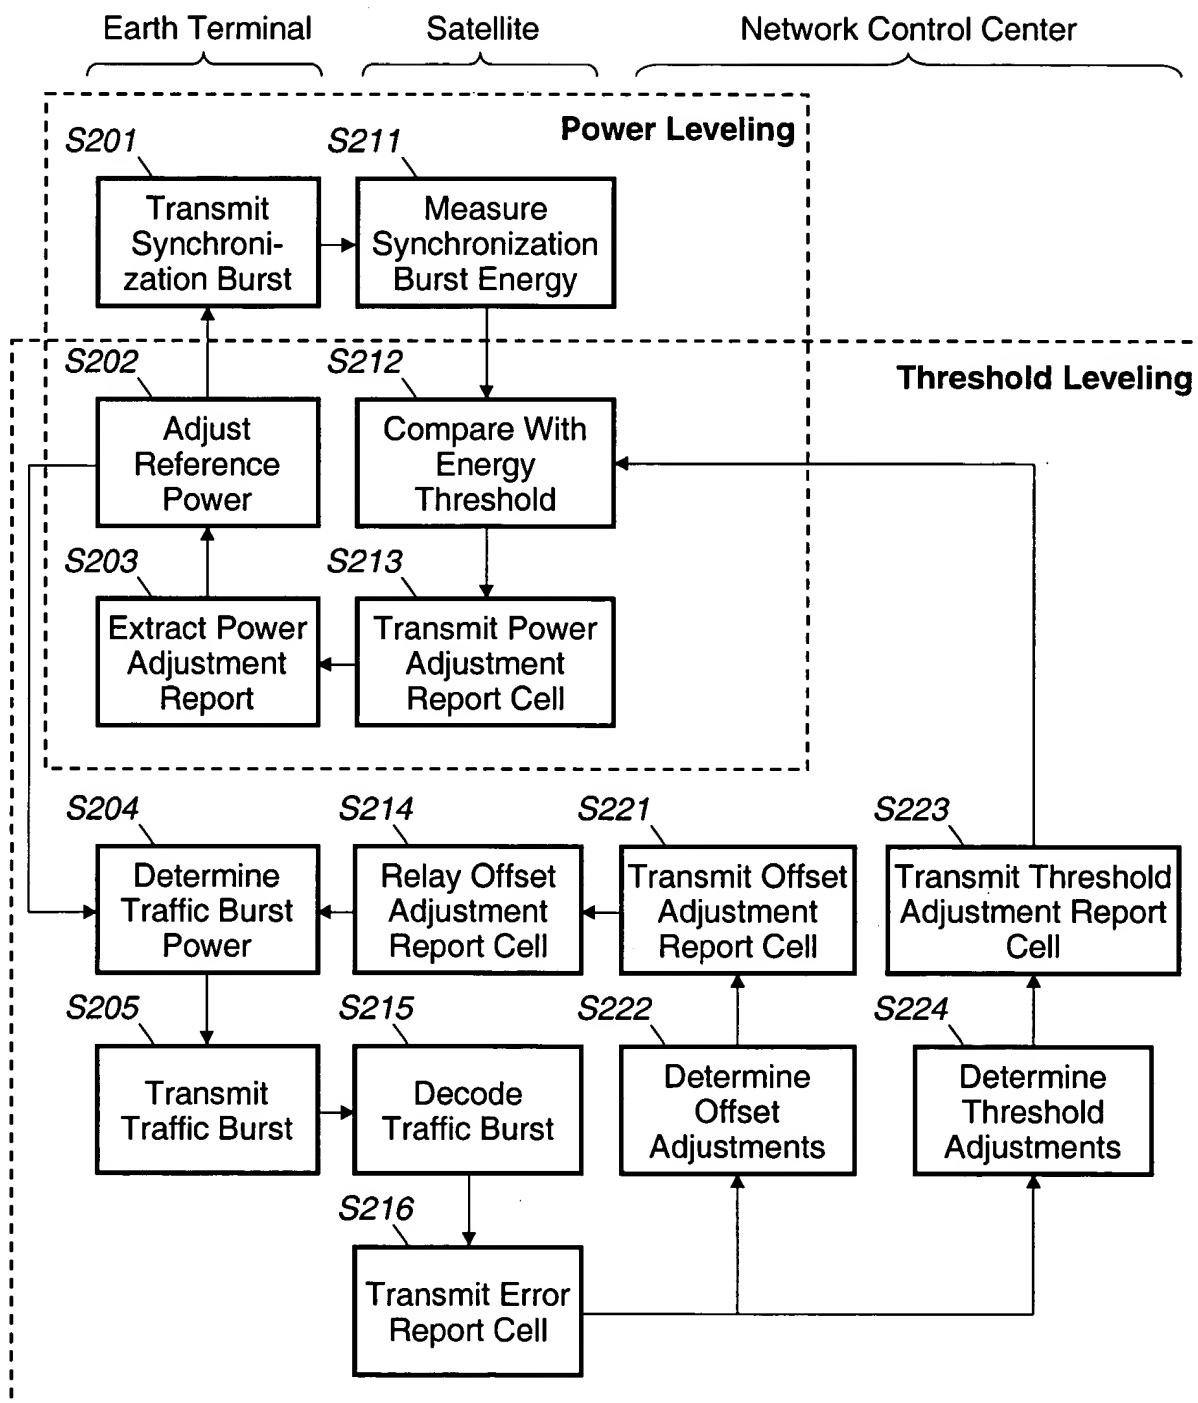 Earth Terminal
Satellite
Network Control Center
Power Leveling
S201
Transmit
Synchroni-
zation Burst
S211
Measure
Synchronization
Burst Energy
Threshold Leveling
S202
Adjust
Reference
Power
S212
Compare With
Energy
Threshold
S203
Extract Power
Adjustment
Report
S213
Transmit Power
Adjustment
Report Cell
S204
Determine
Traffic Burst
Power
S214
Relay Offset
Adjustment
Report Cell
S221
Transmit Offset
Adjustment
Report Cell
S223
Transmit Threshold
Adjustment Report
Cell
S205
Transmit
Traffic Burst
S215
Decode
Traffic Burst
S222
Determine
Offset
Adjustments
S224
Determine
Threshold
Adjustments
S216
Transmit Error
Report Cell